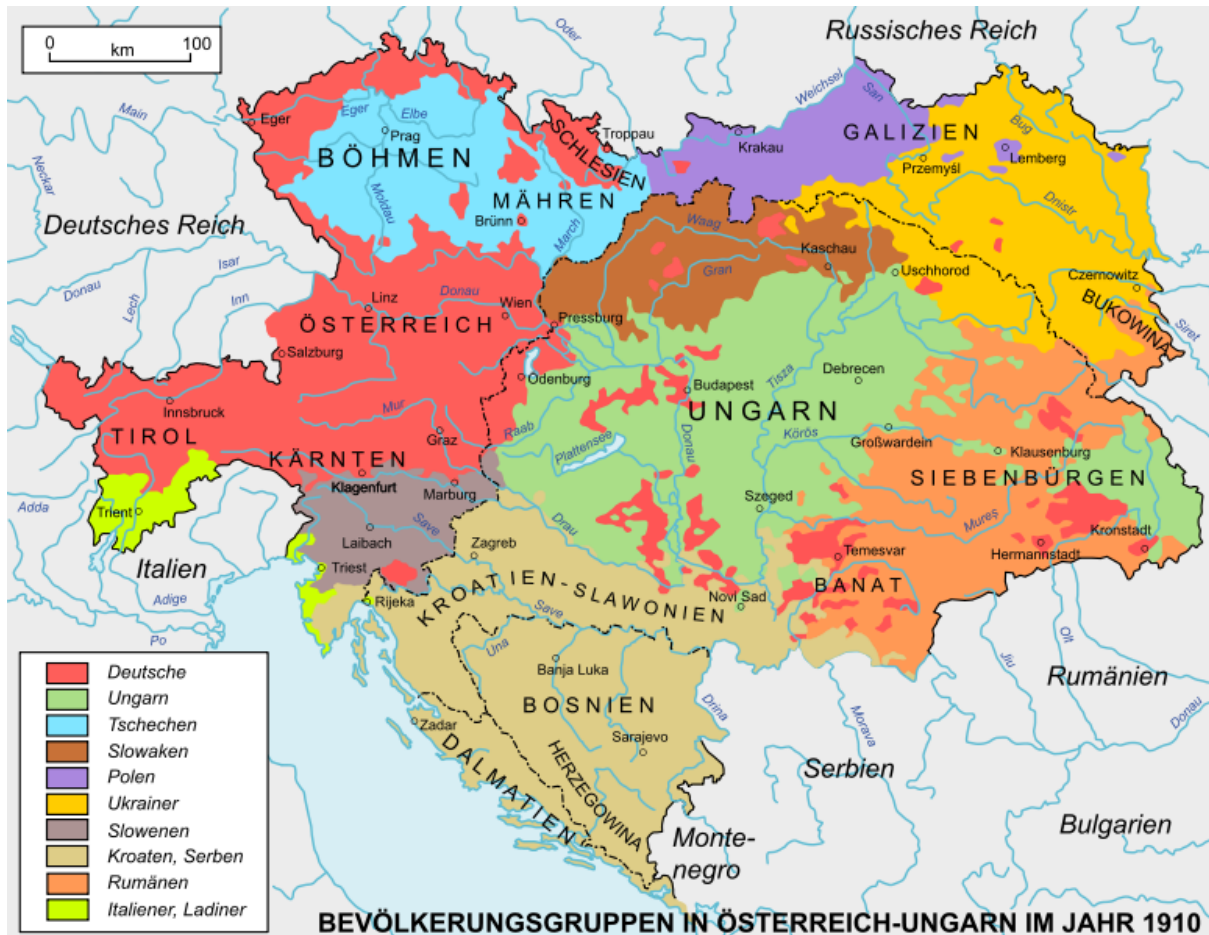 0 100
km
Russisches Reich
Oder
Main
Eger
Eger
Elbe
Prag
BÖHMEN
Moldau
Neckar
SCHLESIEN
Troppau
MÄHREN
Brünn
March
Weichsel
San
Krakau
GALIZIEN
Przemyśl
Bug
Lemberg
Dnistr
Deutsches Reich
Donau
Lech
Isar
Inn
Linz
Donau
Wien
ÖSTERREICH
Salzburg
Pressburg
Waag
Gran
Kaschau
Uschhorod
Czernowitz
BUKOWINA
Siret
Innsbruck
TIROL
Mur
Graz
KÄRNTEN
Klagenfurt
Marburg
Ödenburg
Raab
Plattensee
Budapest
Donau
UNGARN
Tisza
Debrecen
Körös
Großwardein
Klausenburg
SIEBENBÜRGEN
Mureș
Kronstadt
Hermannstadt
Adda
Trient
Italien
Adige
Po
Laibach
Save
Triest
Rijeka
Zagreb
Drau
Szeged
Temesvar
BANAT
Novi Sad
KROATIEN-SLAWONIEN
Save
Una
Banja Luka
BOSNIEN
Sarajevo
HERZEGOWINA
Zadar
DALMATIEN
Drina
Morava
Jiu
Olt
Rumänien
Donau
Serbien
Bulgarien
Monte-
negro
Deutsche
Ungarn
Tschechen
Slowaken
Polen
Ukrainer
Slowenen
Kroaten, Serben
Rumänen
Italiener, Ladiner
BEVÖLKERUNGSGRUPPEN IN ÖSTERREICH-UNGARN IM JAHR 1910